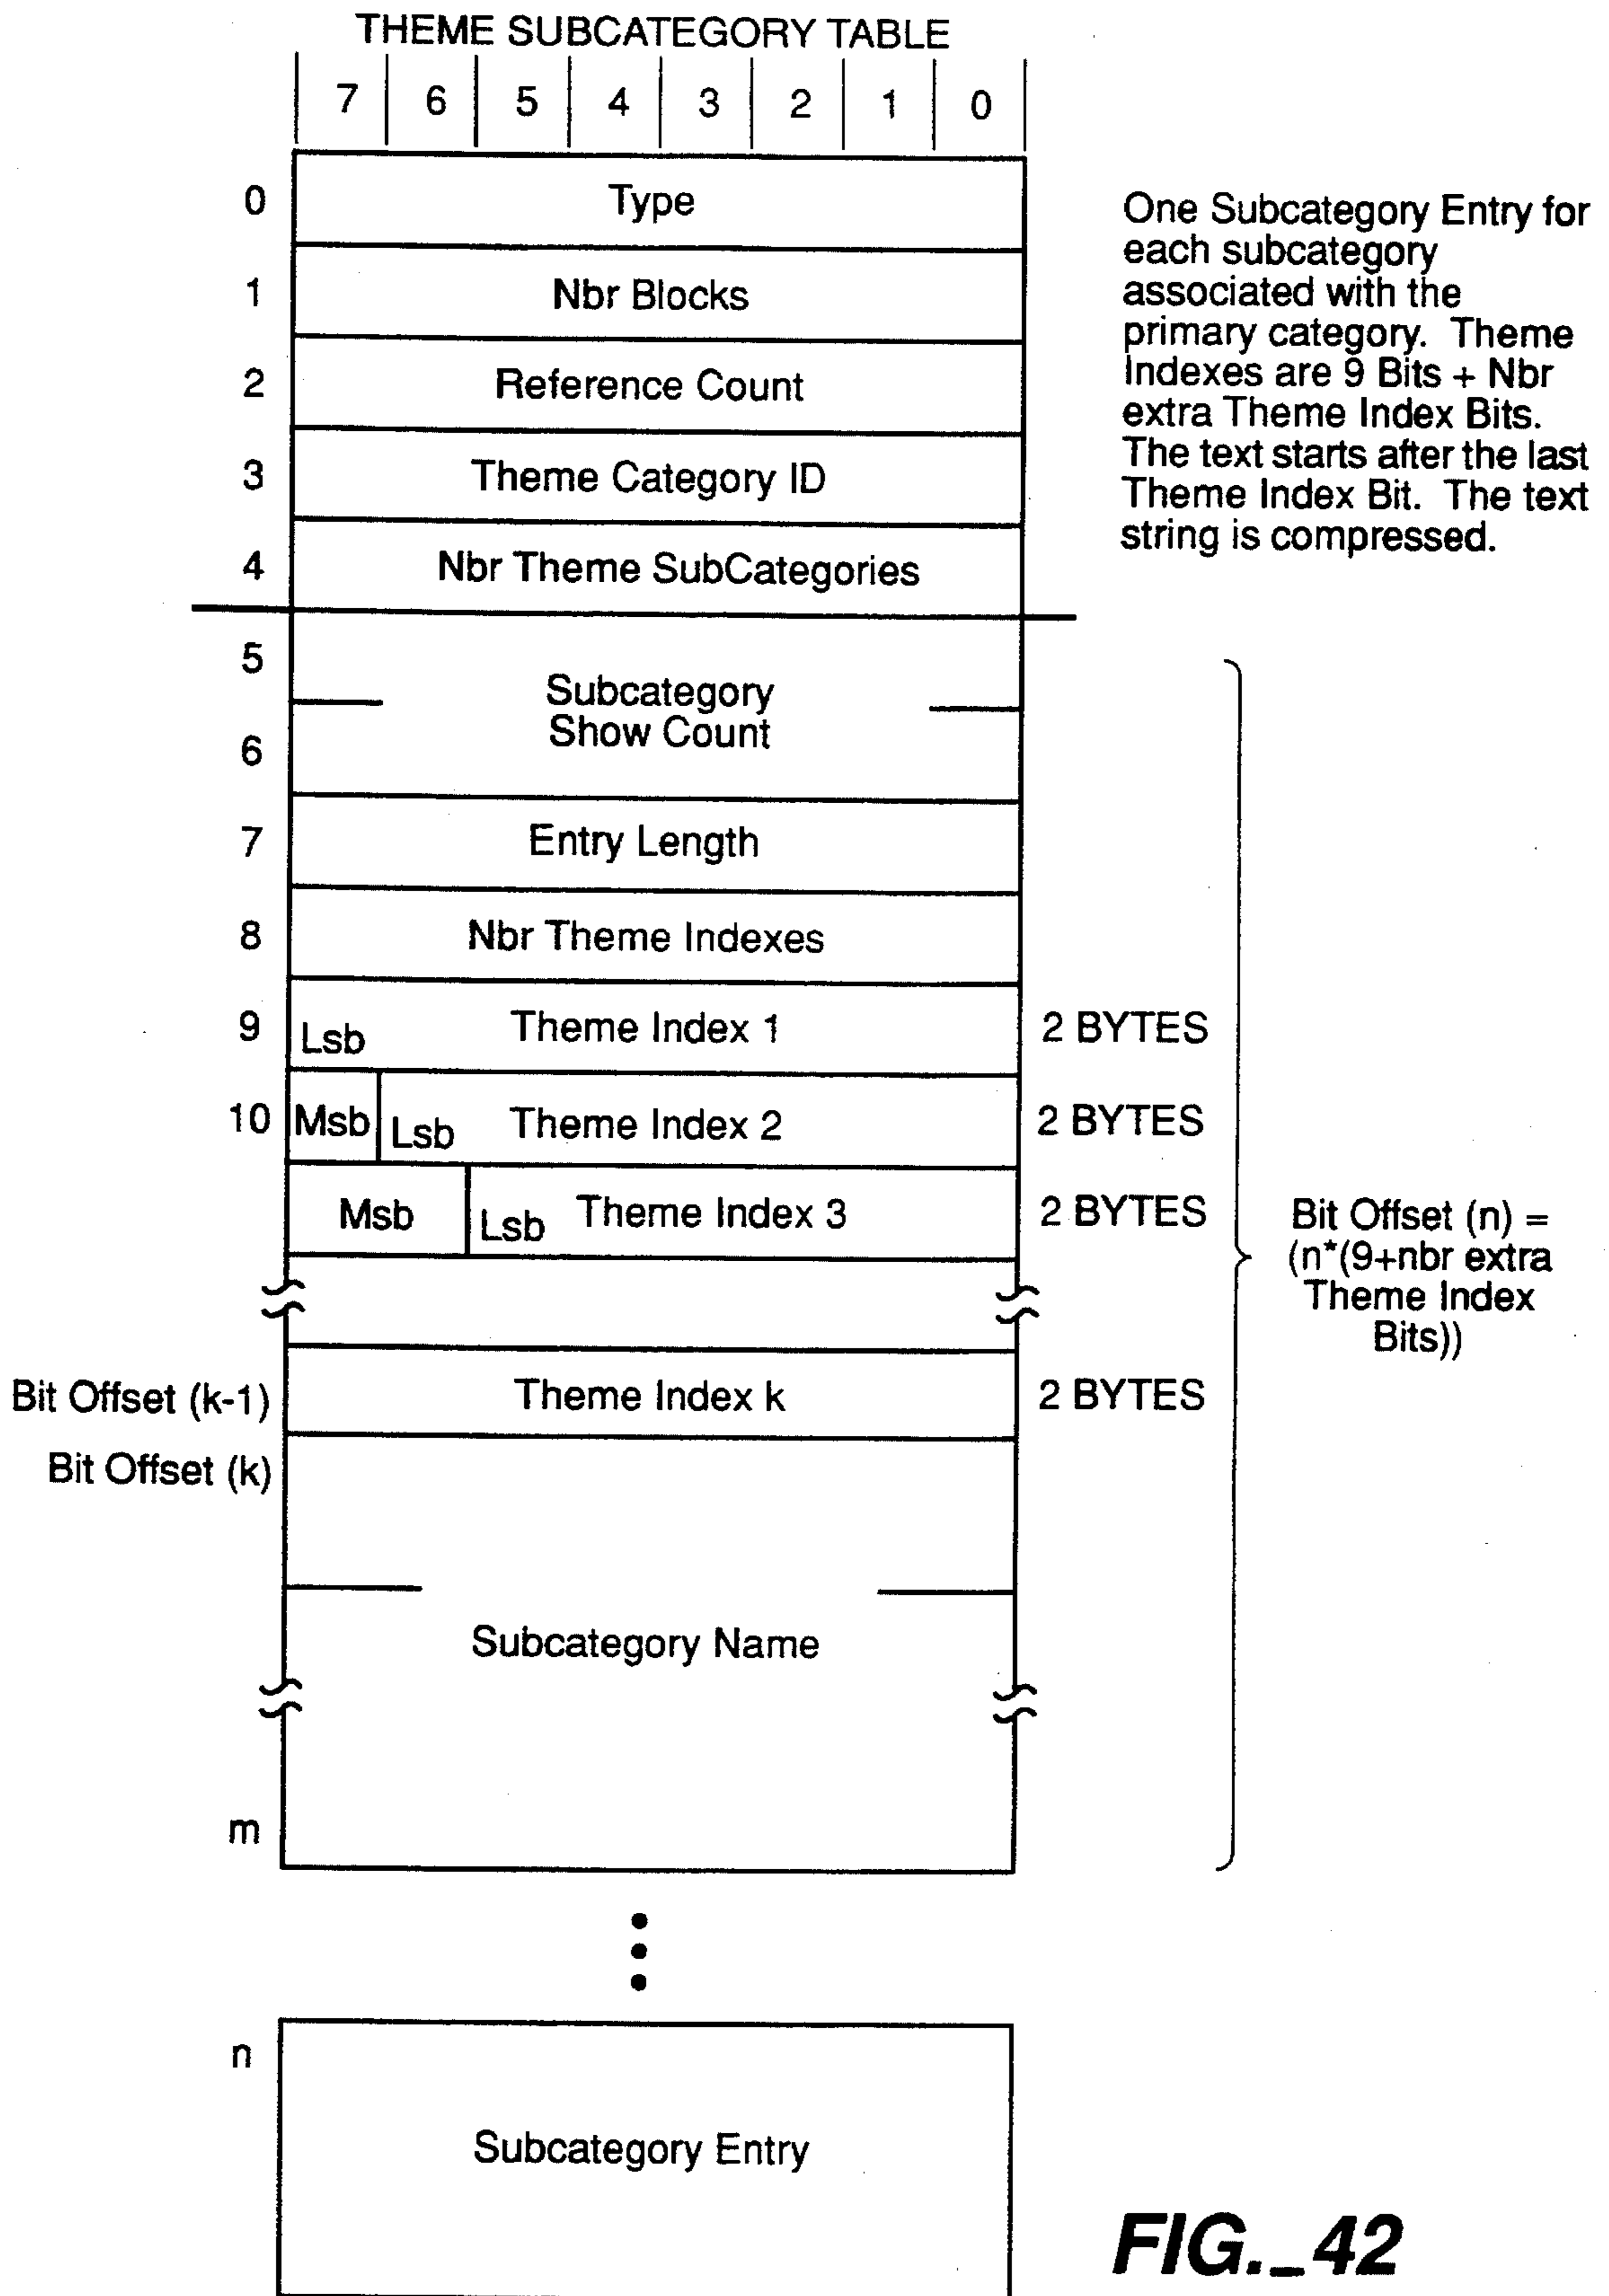 THEME SUBCATEGORY TABLE
7 6 5 4 3 2 1 0
0 Type
1 Nbr Blocks
2 Reference Count
3 Theme Category ID
4 Nbr Theme SubCategories
One Subcategory Entry for
each subcategory
associated with the
primary category. Theme
Indexes are 9 Bits + Nbr
extra Theme Index Bits.
The text starts after the last
Theme Index Bit. The text
string is compressed.
5
Subcategory
Show Count
6
7 Entry Length
8 Nbr Theme Indexes
9 Lsb Theme Index 1 2 BYTES
10 Msb Lsb Theme Index 2 2 BYTES
Msb Lsb Theme Index 3 2 BYTES
Bit Offset (n) =
(n*(9+nbr extra
Theme Index
Bits))
Bit Offset (k-1) Theme Index k 2 BYTES
Bit Offset (k)
Subcategory Name
m
n
Subcategory Entry
FIG._42